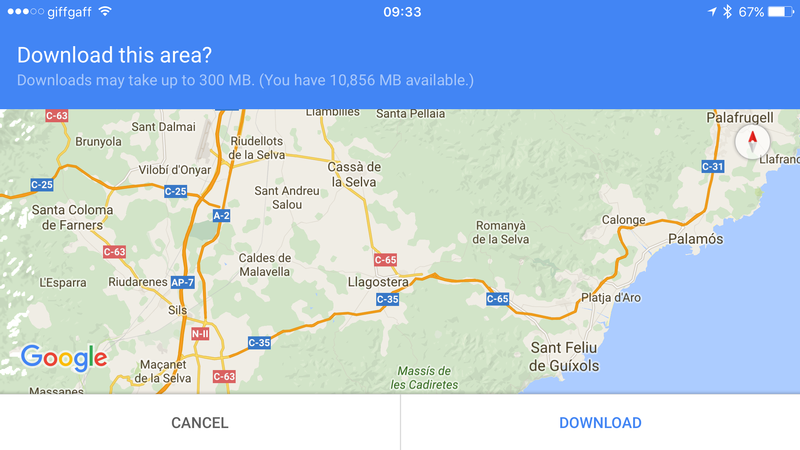 giffgaff
09:33
67%
Download this area?
Downloads may take up to 300 MB. (You have 10,856 MB available.)
C-63
Llambilles
Santa Pellaia
Palafrugell
Sant Dalmai
Brunyola
Riudellots
de la Selva
Cassà de
la Selva
Vilobí d'Onyar
C-31
Llafranc
C-25
C-25
Sant Andreu
Salou
Santa Coloma
de Farners
A-2
Romanyà
de la Selva
Calonge
Palamós
C-63
C-65
Caldes de
Malavella
L'Esparra
Riudarenes
AP-7
Llagostera
C-35
C-65
Platja d'Aro
Sils
N-II
C-35
Sant Feliu
de Guíxols
Google
Maçanet
de la Selva
C-63
Massís de
les Cadiretes
Massanes
CANCEL
DOWNLOAD